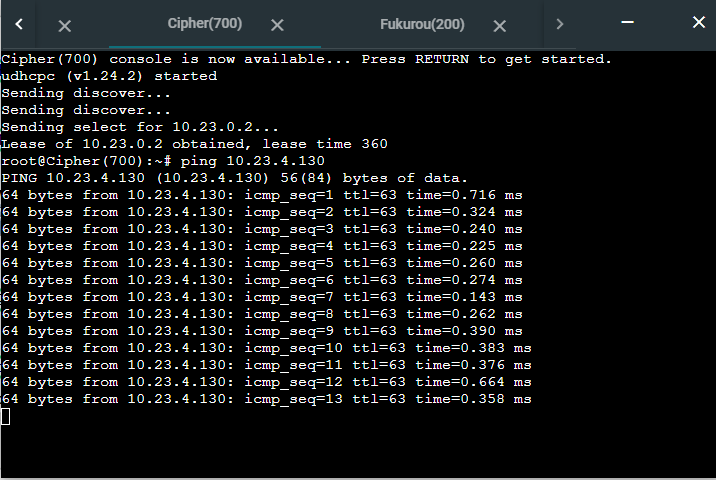 Cipher(700)
Fukurou(200)
Cipher(700) console is now available... Press RETURN to get started.
udhcpc (v1.24.2) started
Sending discover...
Sending discover...
Sending select for 10.23.0.2...
Lease of 10.23.0.2 obtained, lease time 360
root@Cipher(700):~# ping 10.23.4.130
PING 10.23.4.130 (10.23.4.130) 56(84) bytes of data.
64 bytes from 10.23.4.130: icmp_seq=1 ttl=63 time=0.716 ms
64 bytes from 10.23.4.130: icmp_seq=2 ttl=63 time=0.324 ms
64 bytes from 10.23.4.130: icmp_seq=3 ttl=63 time=0.240 ms
64 bytes from 10.23.4.130: icmp_seq=4 ttl=63 time=0.225 ms
64 bytes from 10.23.4.130: icmp_seq=5 ttl=63 time=0.260 ms
64 bytes from 10.23.4.130: icmp_seq=6 ttl=63 time=0.274 ms
64 bytes from 10.23.4.130: icmp_seq=7 ttl=63 time=0.143 ms
64 bytes from 10.23.4.130: icmp_seq=8 ttl=63 time=0.262 ms
64 bytes from 10.23.4.130: icmp_seq=9 ttl=63 time=0.390 ms
64 bytes from 10.23.4.130: icmp_seq=10 ttl=63 time=0.383 ms
64 bytes from 10.23.4.130: icmp_seq=11 ttl=63 time=0.376 ms
64 bytes from 10.23.4.130: icmp_seq=12 ttl=63 time=0.664 ms
64 bytes from 10.23.4.130: icmp_seq=13 ttl=63 time=0.358 ms